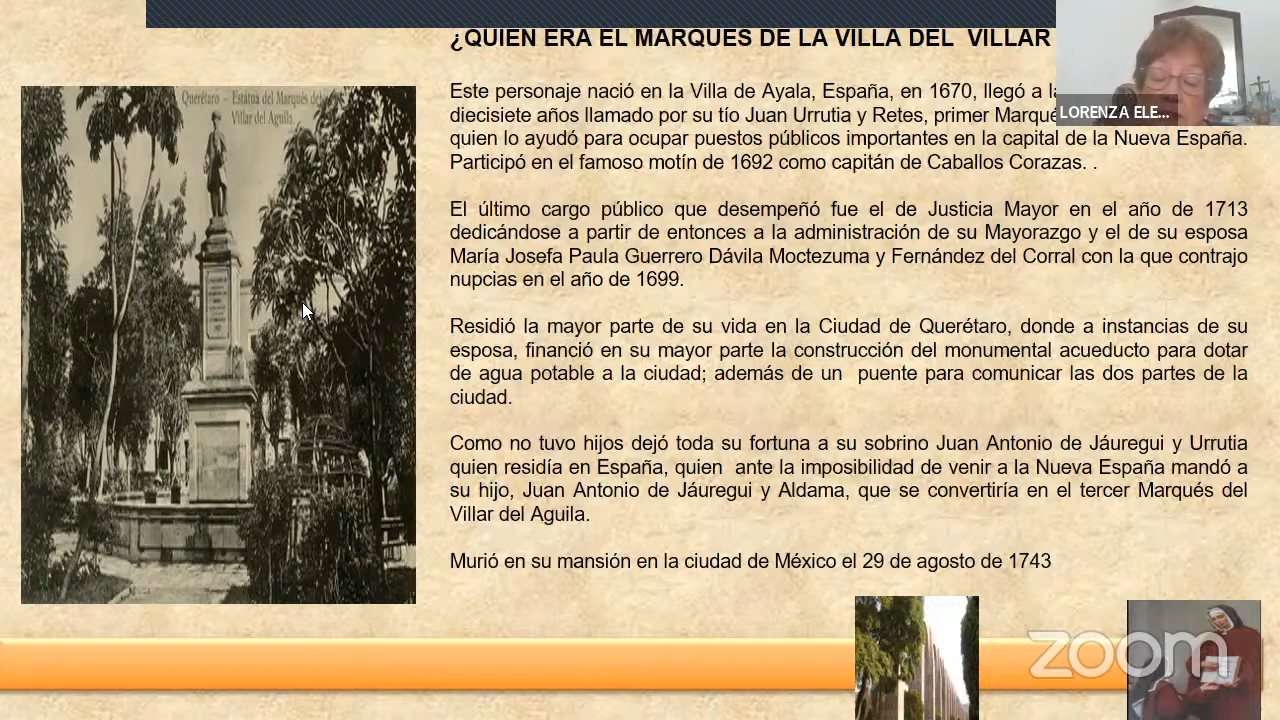 ¿QUIEN ERA EL MARQUES DE LA VILLA DEL VILLAR
Querétaro – Estátua del Marqués del
Villar del Aguila.
LORENZA ELE...
Este personaje nació en la Villa de Ayala, España, en 1670, llegó a
diecisiete años llamado por su tío Juan Urrutia y Retes, primer
quien lo ayudó para ocupar puestos públicos importantes en la capital de la Nueva España.
Participó en el famoso motín de 1692 como capitán de Caballos Corazas. .
El último cargo público que desempeñó fue el de Justicia Mayor en el año de 1713
dedicándose a partir de entonces a la administración de su Mayorazgo y el de su esposa
María Josefa Paula Guerrero Dávila Moctezuma y Fernández del Corral con la que contrajo
nupcias en el año de 1699.
Residió la mayor parte de su vida en la Ciudad de Querétaro, donde a instancias de su
esposa, financió en su mayor parte la construcción del monumental acueducto para dotar
de agua potable a la ciudad; además de un puente para comunicar las dos partes de la
ciudad.
Como no tuvo hijos dejó toda su fortuna a su sobrino Juan Antonio de Jáuregui y Urrutia
quien residía en España, quien ante la imposibilidad de venir a la Nueva España mandó a
su hijo, Juan Antonio de Jáuregui y Aldama, que se convertiría en el tercer Marqués del
Villar del Aguila.
Murió en su mansión en la ciudad de México el 29 de agosto de 1743
zoom